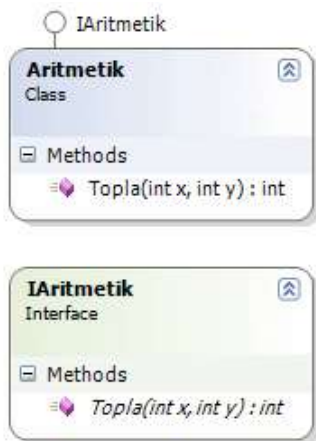 IAritmetik
Aritmetik
Class
Methods
Topla(int x, int y) : int
IAritmetik
Interface
Methods
Topla(int x, int y) : int